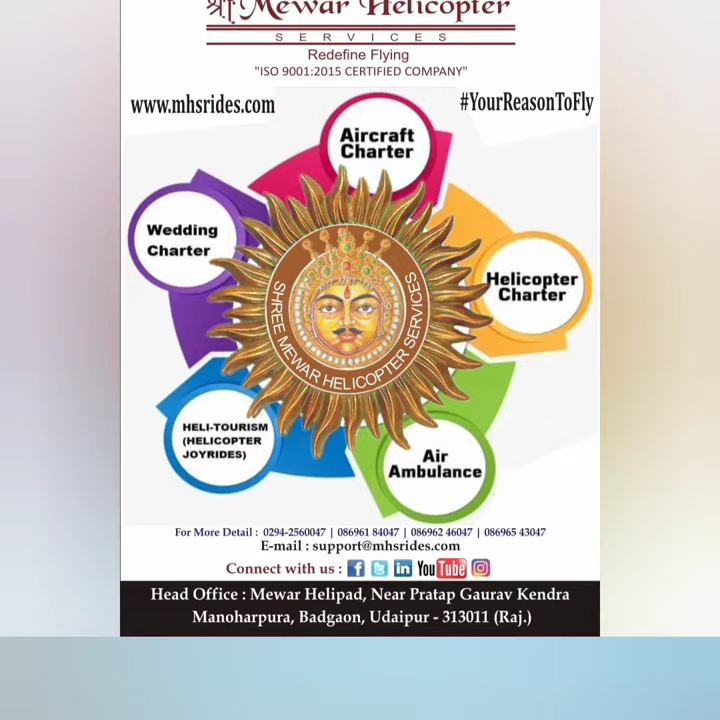 श्री Mewar Helicopter
SERVICES
Redefine Flying
"ISO 9001:2015 CERTIFIED COMPANY"
www.mhsrides.com
#YourReasonToFly
Aircraft
Charter
Wedding
Charter
Helicopter
Charter
SHREE MEWAR HELICOPTER SERVICES
HELI-TOURISM
(HELICOPTER
JOYRIDES)
Air
Ambulance
For More Detail : 0294-2560047 | 086961 84047 | 086962 46047 | 086965 43047
E-mail : support@mhsrides.com
Connect with us : You Tube
Head Office : Mewar Helipad, Near Pratap Gaurav Kendra
Manoharpura, Badgaon, Udaipur - 313011 (Raj.)